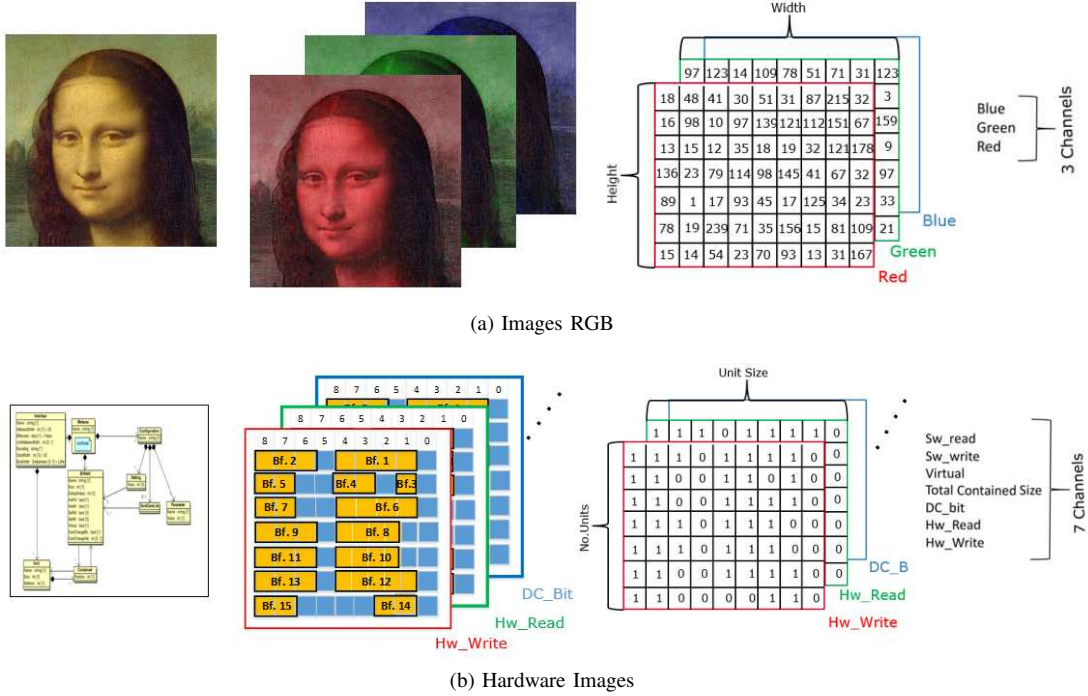 Width
97 123 14 109 78 51 71 31 123
18 48 41 30 51 31 87 215 32 3
16 98 10 97 139 121 112 151 67 159
13 15 12 35 18 19 32 121 178 9
136 23 79 114 98 145 41 67 32 97
89 1 17 93 45 17 125 34 23 33
78 19 239 71 35 156 15 81 109 21
15 14 54 23 70 93 13 31 167
Height
Blue
Green
Red
Blue
Green
Red
3 Channels
(a) Images RGB
8 7 6 5 4 3 2 1 0
8 7 6 5 4 3 2 1 0
8 7 6 5 4 3 2 1 0
Bf. 2 Bf. 1
Bf. 5 Bf.4 Bf.3
Bf. 7 Bf. 6
Bf. 9 Bf. 8
Bf. 11 Bf. 10
Bf. 13 Bf. 12
Bf. 15 Bf. 14
DC_Bit
Hw_Read
Hw_Write
Unit Size
1 1 1 0 1 1 1 1 0
1 1 1 0 1 1 1 1 0 0
1 1 0 0 1 1 0 1 0 0
1 1 0 0 1 1 1 1 0 0
1 1 1 0 1 1 1 0 0 0
1 1 1 0 1 1 1 0 0 0
1 1 1 0 1 1 1 1 0 0
1 1 0 0 0 0 1 1 0
No.Units
DC_B
Hw_Read
Hw_Write
Sw_read
Sw_write
Virtual
Total Contained Size
DC_bit
Hw_Read
Hw_Write
7 Channels
(b) Hardware Images